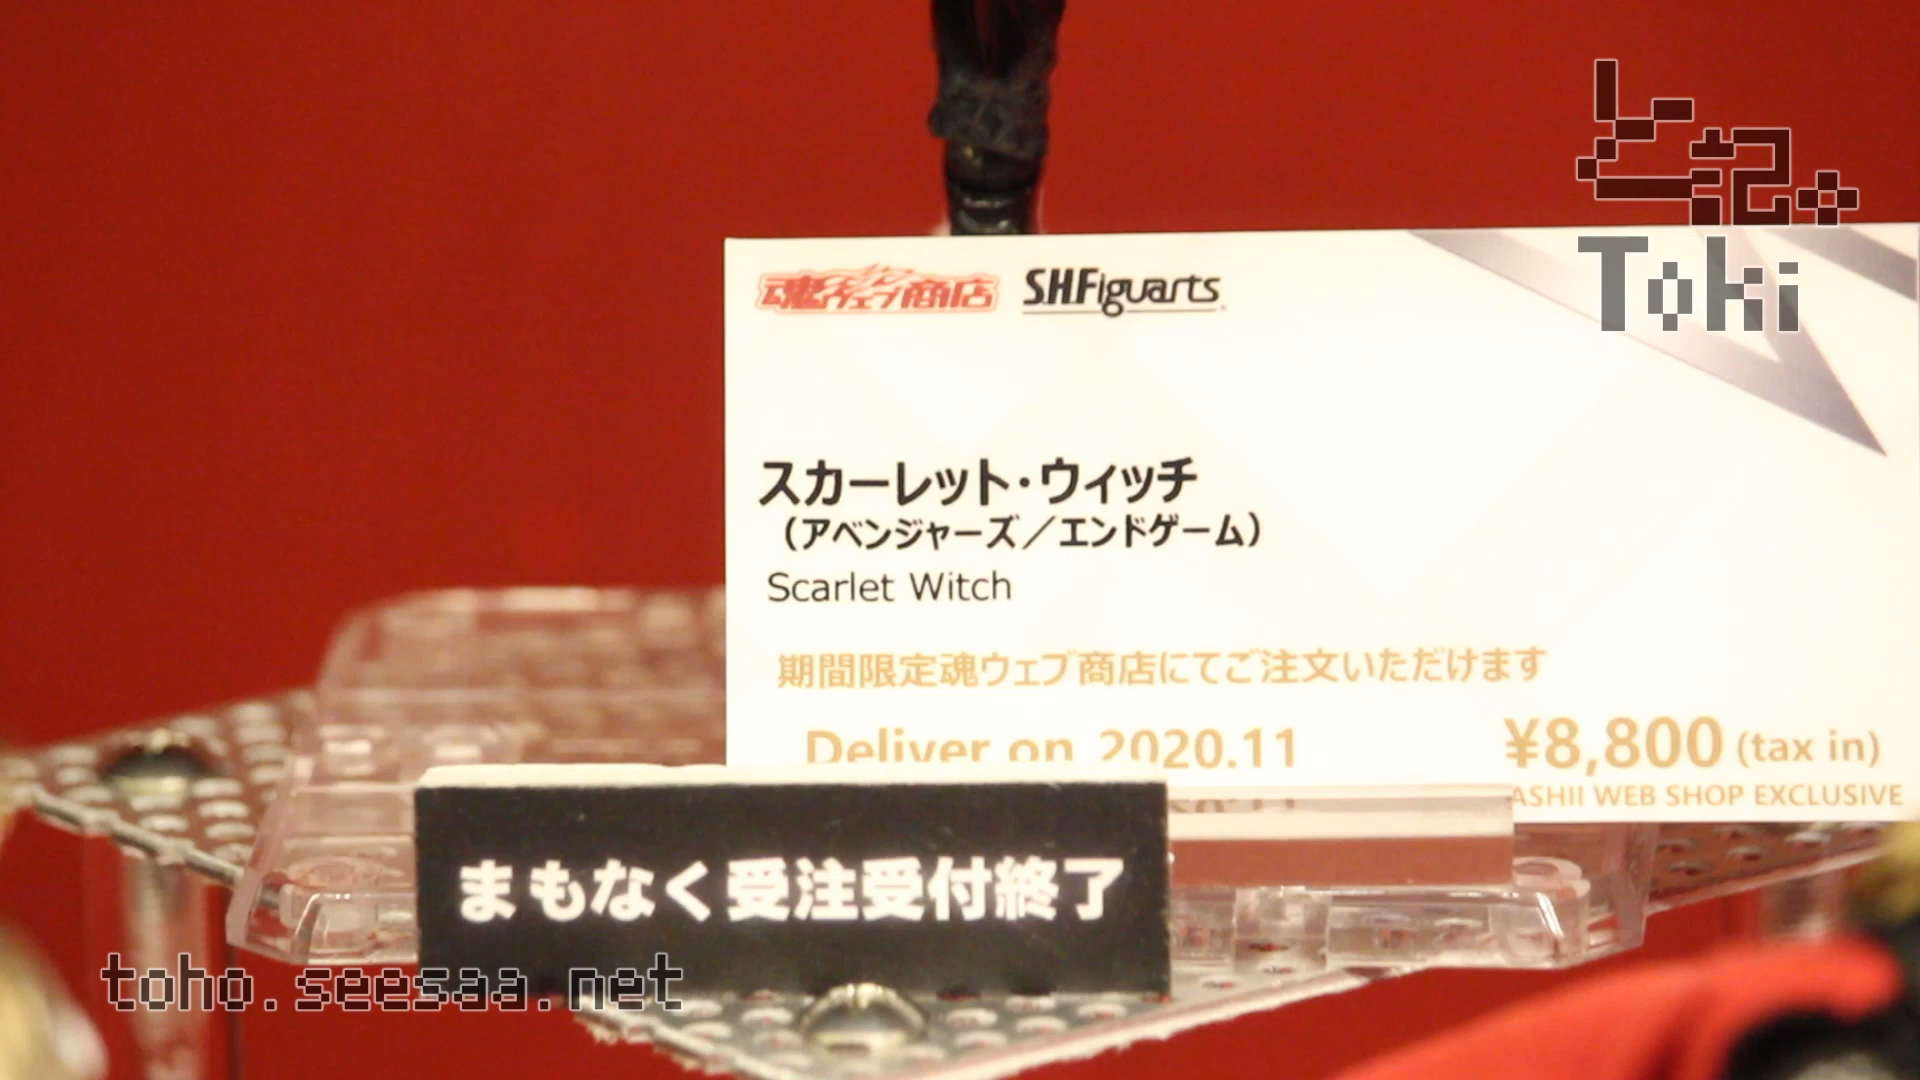 と記。
Toki
魂ウェブ商店 S.H.Figuarts
スカーレット・ウィッチ
（アベンジャーズ／エンドゲーム）
Scarlet Witch
期間限定魂ウェブ商店にてご注文いただけます
Deliver on 2020.11 ¥8,800 (tax in)
ASHII WEB SHOP EXCLUSIVE
まもなく受注受付終了
toho.seesaa.net